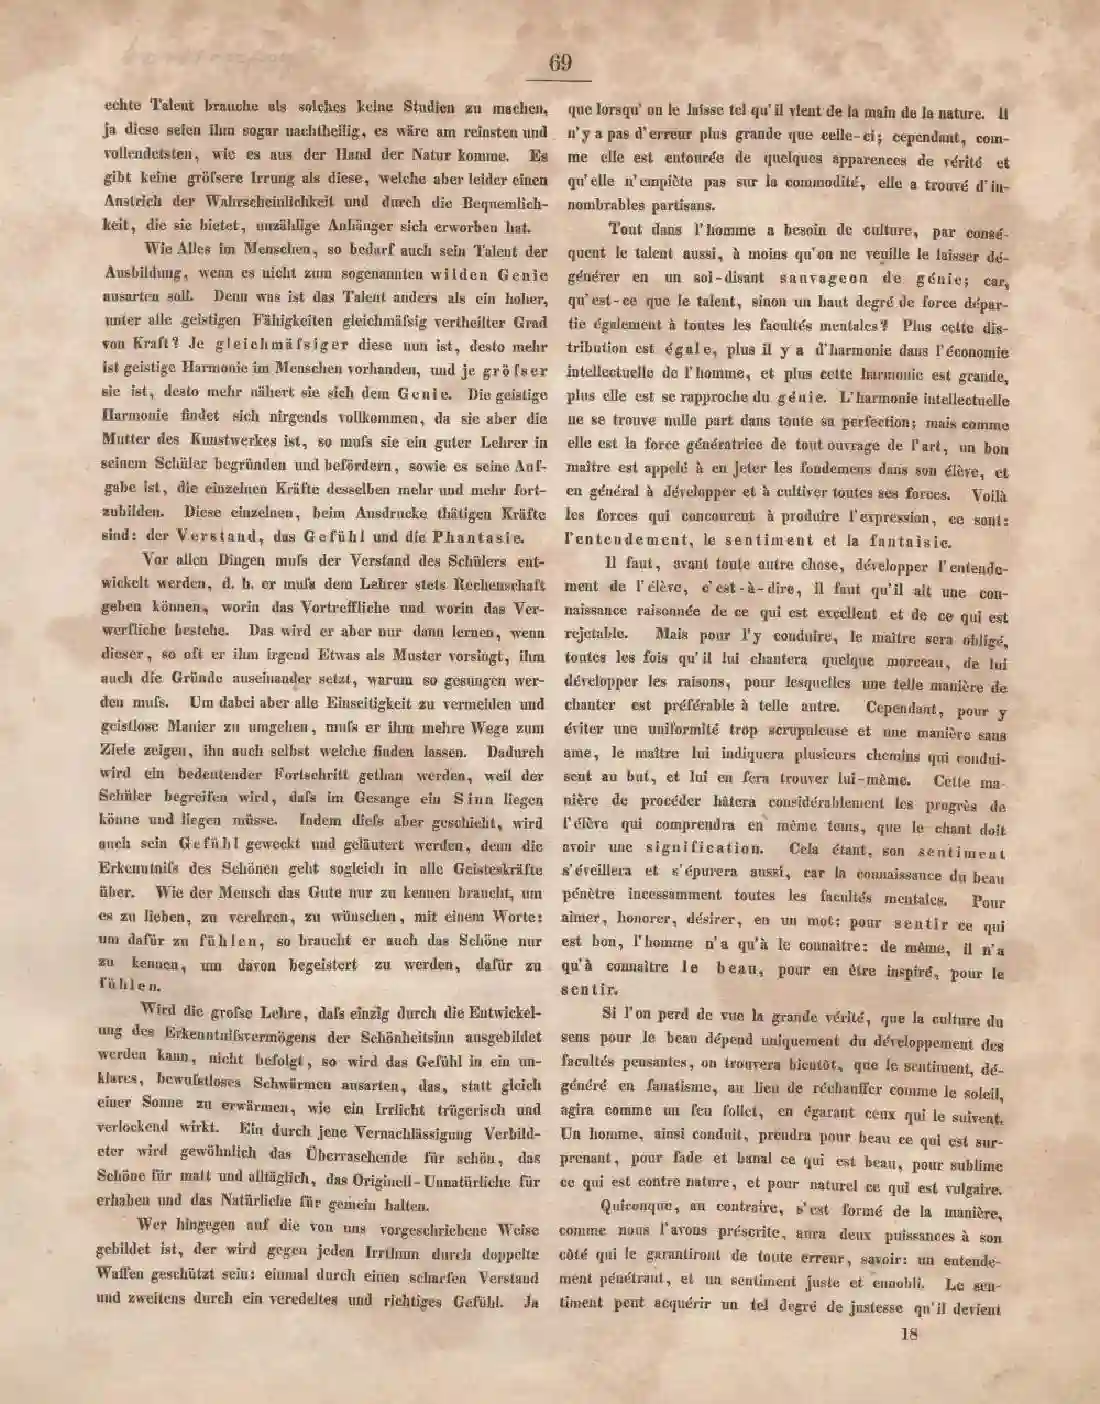 69
echte Talent brauche als solches keine Studien zu machen,
ja diese seien ihm sogar nachtheilig, es wäre am reinsten und
vollendetsten, wie es aus der Hand der Natur komme. Es
gibt keine gröfsere Irrung als diese, welche aber leider einen
Anstrich der Wahrscheinlichkeit und durch die Bequemlich-
keit, die sie bietet, unzählige Anhänger sich erworben hat.
Wie Alles im Menschen, so bedarf auch sein Talent der
Ausbildung, wenn es nicht zum sogenannten wilden Genie
ausarten soll. Denn was ist das Talent anders als ein hoher,
unter alle geistigen Fähigkeiten gleichmäfsig vertheilter Grad
von Kraft? Je gleichmäfsiger diese nun ist, desto mehr
ist geistige Harmonie im Menschen vorhanden, und je gröfser
sie ist, desto mehr nähert sie sich dem Genie. Die geistige
Harmonie findet sich nirgends vollkommen, da sie aber die
Mutter des Kunstwerkes ist, so mufs sie ein guter Lehrer in
seinem Schüler begründen und befördern, sowie es seine Auf-
gabe ist, die einzelnen Kräfte desselben mehr und mehr fort-
zubilden. Diese einzelnen, beim Ausdrucke thätigen Kräfte
sind: der Verstand, das Gefühl und die Phantasie.
Vor allen Dingen mufs der Verstand des Schülers ent-
wickelt werden, d. h. er mufs dem Lehrer stets Rechenschaft
geben können, worin das Vortreffliche und worin das Ver-
werfliche bestehe. Das wird er aber nur dann lernen, wenn
dieser, so oft er ihm irgend Etwas als Muster vorsingt, ihm
auch die Gründe auseinander setzt, warum so gesungen wer-
den mufs. Um dabei aber alle Einseitigkeit zu vermeiden und
geistlose Manier zu umgehen, mufs er ihm mehre Wege zum
Ziele zeigen, ihn auch selbst welche finden lassen. Dadurch
wird ein bedeutender Fortschritt gethan werden, weil der
Schüler begreifen wird, dafs im Gesange ein Sinn liegen
könne und liegen müsse. Indem diefs aber geschieht, wird
auch sein Gefühl geweckt und geläutert werden, denn die
Erkenntnifs des Schönen geht sogleich in alle Geisteskräfte
über. Wie der Mensch das Gute nur zu kennen braucht, um
es zu lieben, zu verehren, zu wünschen, mit einem Worte:
um dafür zu fühlen, so braucht er auch das Schöne nur
zu kennen, um davon begeistert zu werden, dafür zu
fühlen.
Wird die grofse Lehre, dafs einzig durch die Entwickel-
ung des Erkenntnifsvermögens der Schönheitsinn ausgebildet
werden kann, nicht befolgt, so wird das Gefühl in ein un-
klares, bewufstloses Schwärmen ausarten, das, statt gleich
einer Sonne zu erwärmen, wie ein Irrlicht trügerisch und
verlockend wirkt. Ein durch jene Vernachlässigung Verbild-
eter wird gewöhnlich das Überraschende für schön, das
Schöne für matt und alltäglich, das Originell-Unnatürliche für
erhaben und das Natürliche für gemein halten.
Wer hingegen auf die von uns vorgeschriebene Weise
gebildet ist, der wird gegen jeden Irrthum durch doppelte
Waffen geschützt sein: einmal durch einen scharfen Verstand
und zweitens durch ein veredeltes und richtiges Gefühl. Ja
que lorsqu' on le laisse tel qu'il vient de la main de la nature. Il
n'y a pas d'erreur plus grande que celle-ci; cependant, com-
me elle est entourée de quelques apparences de vérité et
qu'elle n'empiète pas sur la commodité, elle a trouvé d'in-
nombrables partisans.
Tout dans l'homme a besoin de culture, par consé-
quent le talent aussi, à moins qu'on ne veuille le laisser dé-
générer en un soi-disant sauvageon de génie; car,
qu'est-ce que le talent, sinon un haut degré de force dépar-
tie également à toutes les facultés mentales? Plus cette dis-
tribution est égale, plus il y a d'harmonie dans l'économie
intellectuelle de l'homme, et plus cette harmonie est grande,
plus elle est se rapproche du génie. L'harmonie intellectuelle
ne se trouve nulle part dans toute sa perfection; mais comme
elle est la force génératrice de tout ouvrage de l'art, un bon
maître est appelé à en jeter les fondemens dans son élève, et
en général à développer et à cultiver toutes ses forces. Voilà
les forces qui concourent à produire l'expression, ce sont:
l'entendement, le sentiment et la fantaisie.
Il faut, avant toute autre chose, développer l'entende-
ment de l'élève, c'est-à-dire, il faut qu'il ait une con-
naissance raisonnée de ce qui est excellent et de ce qui est
rejetable. Mais pour l'y conduire, le maître sera obligé,
toutes les fois qu'il lui chantera quelque morceau, de lui
développer les raisons, pour lesquelles une telle manière de
chanter est préférable à telle autre. Cependant, pour y
éviter une uniformité trop scrupuleuse et une manière sans
ame, le maître lui indiquera plusieurs chemins qui condui-
sent au but, et lui en fera trouver lui-même. Cette ma-
nière de procéder hâtera considérablement les progrès de
l'élève qui comprendra en même tems, que le chant doit
avoir une signification. Cela étant, son sentiment
s'éveillera et s'épurera aussi, car la connaissance du beau
pénètre incessamment toutes les facultés mentales. Pour
aimer, honorer, désirer, en un mot: pour sentir ce qui
est bon, l'homme n'a qu'à le connaître: de même, il n'a
qu'à connaître le beau, pour en être inspiré, pour le
sentir.
Si l'on perd de vue la grande vérité, que la culture du
sens pour le beau dépend uniquement du développement des
facultés pensantes, on trouvera bientôt, que le sentiment, dé-
généré en fanatisme, au lieu de réchauffer comme le soleil,
agira comme un feu follet, en égarant ceux qui le suivent.
Un homme, ainsi conduit, prendra pour beau ce qui est sur-
prenant, pour fade et banal ce qui est beau, pour sublime
ce qui est contre nature, et pour naturel ce qui est vulgaire.
Quiconque, au contraire, s'est formé de la manière,
comme nous l'avons préscrite, aura deux puissances à son
côté qui le garantiront de toute erreur, savoir: un entende-
ment pénétrant, et un sentiment juste et ennobli. Le sen-
timent peut acquérir un tel degré de justesse qu'il devient
18